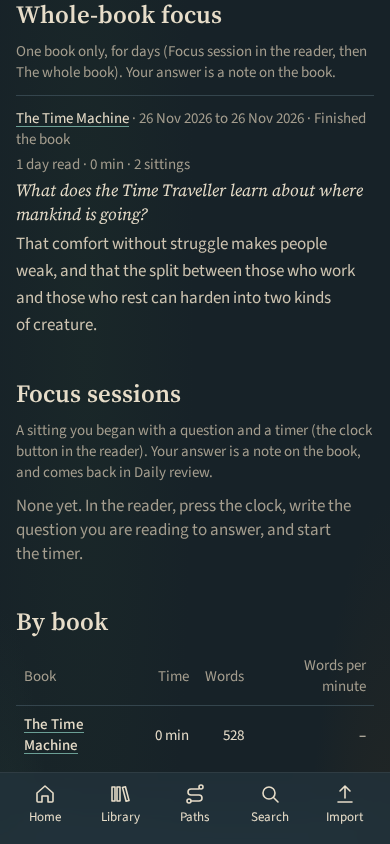 Whole-book focus
One book only, for days (Focus session in the reader, then
The whole book). Your answer is a note on the book.
The Time Machine · 26 Nov 2026 to 26 Nov 2026 · Finished
the book
1 day read · 0 min · 2 sittings
What does the Time Traveller learn about where
mankind is going?
That comfort without struggle makes people
weak, and that the split between those who work
and those who rest can harden into two kinds
of creature.
Focus sessions
A sitting you began with a question and a timer (the clock
button in the reader). Your answer is a note on the book,
and comes back in Daily review.
None yet. In the reader, press the clock, write the
question you are reading to answer, and start
the timer.
By book
Book Time Words Words per
minute
The Time
Machine 0 min 528 –
Home Library Paths Search Import